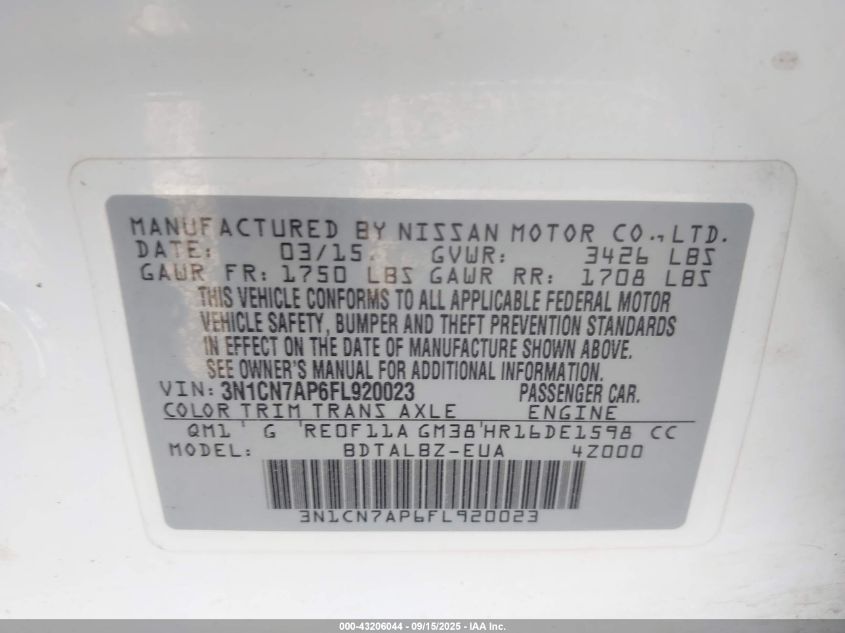 MANUFACTURED BY NISSAN MOTOR CO.,LTD.
DATE: 03/15 GVWR: 3426 LBS
GAWR FR: 1750 LBS GAWR RR: 1708 LBS
THIS VEHICLE CONFORMS TO ALL APPLICABLE FEDERAL MOTOR
VEHICLE SAFETY, BUMPER AND THEFT PREVENTION STANDARDS
IN EFFECT ON THE DATE OF MANUFACTURE SHOWN ABOVE.
SEE OWNER'S MANUAL FOR ADDITIONAL INFORMATION.
VIN: 3N1CN7AP6FL920023 PASSENGER CAR.
COLOR TRIM TRANS AXLE ENGINE
QM1 ' G 'RE0F11A GM38'HR16DE1598 CC
MODEL: BDTALBZ-EUA 4Z000
3N1CN7AP6FL920023
000-43206044 - 09/15/2025 - IAA Inc.